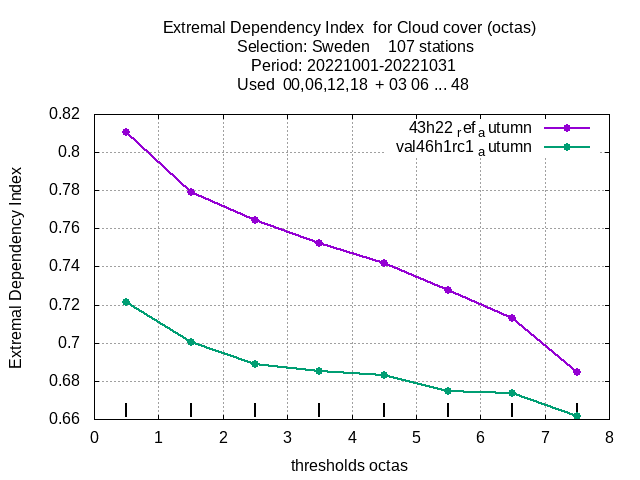 Extremal Dependency Index  for Cloud cover (octas)
Selection: Sweden    107 stations
Period: 20221001-20221031
Used  00,06,12,18  + 03 06 ... 48
43h22 ref autumn
val46h1rc1 autumn
Extremal Dependency Index
0.82
0.8
0.78
0.76
0.74
0.72
0.7
0.68
0.66
0 1 2 3 4 5 6 7 8
thresholds octas